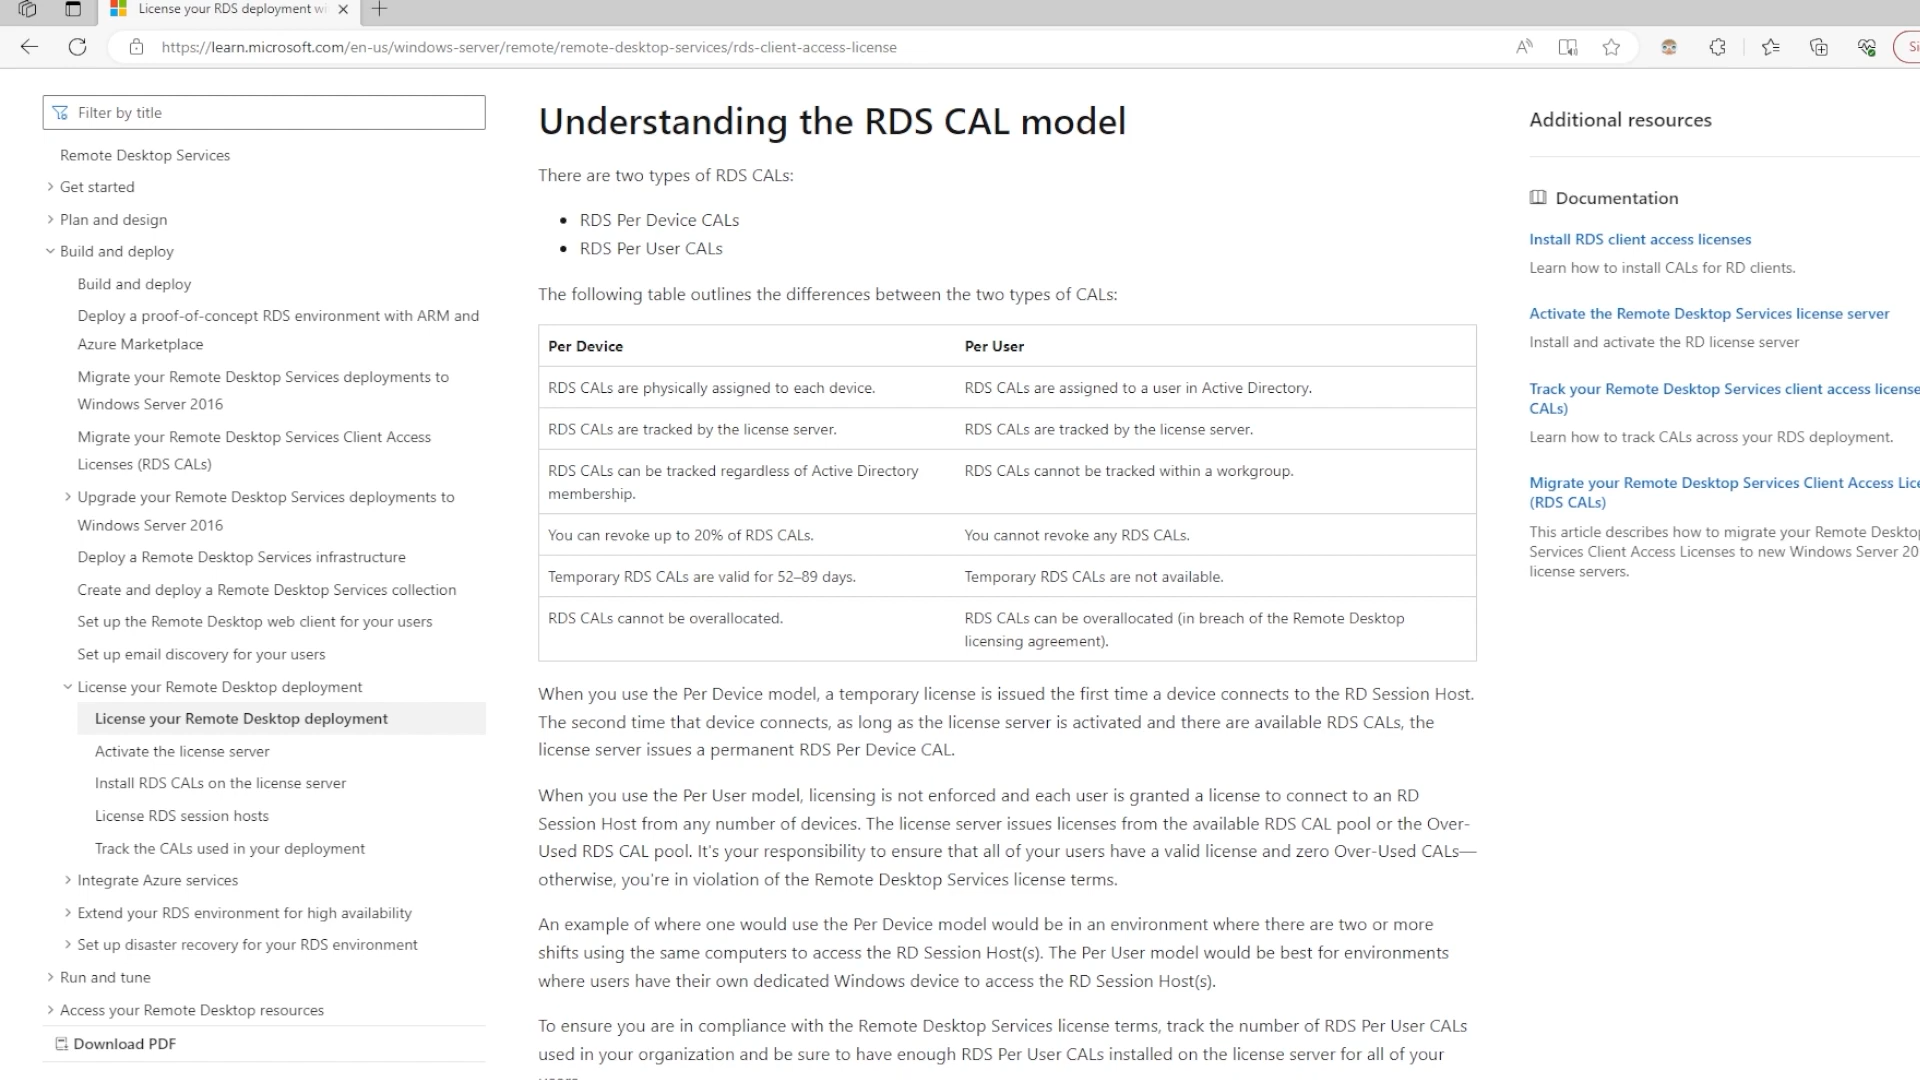 License your RDS deployment wi
https://learn.microsoft.com/en-us/windows-server/remote/remote-desktop-services/rds-client-access-license
Si
Filter by title
Remote Desktop Services
Get started
Plan and design
Build and deploy
Build and deploy
Deploy a proof-of-concept RDS environment with ARM and
Azure Marketplace
Migrate your Remote Desktop Services deployments to
Windows Server 2016
Migrate your Remote Desktop Services Client Access
Licenses (RDS CALs)
Upgrade your Remote Desktop Services deployments to
Windows Server 2016
Deploy a Remote Desktop Services infrastructure
Create and deploy a Remote Desktop Services collection
Set up the Remote Desktop web client for your users
Set up email discovery for your users
License your Remote Desktop deployment
License your Remote Desktop deployment
Activate the license server
Install RDS CALs on the license server
License RDS session hosts
Track the CALs used in your deployment
Integrate Azure services
Extend your RDS environment for high availability
Set up disaster recovery for your RDS environment
Run and tune
Access your Remote Desktop resources
Download PDF
Understanding the RDS CAL model
There are two types of RDS CALs:
• RDS Per Device CALs
• RDS Per User CALs
The following table outlines the differences between the two types of CALs:
Per Device Per User
RDS CALs are physically assigned to each device. RDS CALs are assigned to a user in Active Directory.
RDS CALs are tracked by the license server. RDS CALs are tracked by the license server.
RDS CALs can be tracked regardless of Active Directory RDS CALs cannot be tracked within a workgroup.
membership.
You can revoke up to 20% of RDS CALs. You cannot revoke any RDS CALs.
Temporary RDS CALs are valid for 52–89 days. Temporary RDS CALs are not available.
RDS CALs cannot be overallocated. RDS CALs can be overallocated (in breach of the Remote Desktop
licensing agreement).
When you use the Per Device model, a temporary license is issued the first time a device connects to the RD Session Host.
The second time that device connects, as long as the license server is activated and there are available RDS CALs, the
license server issues a permanent RDS Per Device CAL.
When you use the Per User model, licensing is not enforced and each user is granted a license to connect to an RD
Session Host from any number of devices. The license server issues licenses from the available RDS CAL pool or the Over-
Used RDS CAL pool. It's your responsibility to ensure that all of your users have a valid license and zero Over-Used CALs—
otherwise, you're in violation of the Remote Desktop Services license terms.
An example of where one would use the Per Device model would be in an environment where there are two or more
shifts using the same computers to access the RD Session Host(s). The Per User model would be best for environments
where users have their own dedicated Windows device to access the RD Session Host(s).
To ensure you are in compliance with the Remote Desktop Services license terms, track the number of RDS Per User CALs
used in your organization and be sure to have enough RDS Per User CALs installed on the license server for all of your
Additional resources
Documentation
Install RDS client access licenses
Learn how to install CALs for RD clients.
Activate the Remote Desktop Services license server
Install and activate the RD license server
Track your Remote Desktop Services client access license
CALs)
Learn how to track CALs across your RDS deployment.
Migrate your Remote Desktop Services Client Access Lice
(RDS CALs)
This article describes how to migrate your Remote Deskto
Services Client Access Licenses to new Windows Server 20
license servers.